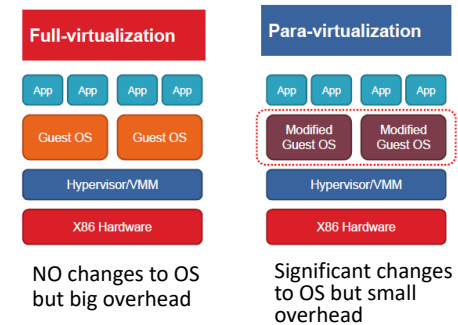 Full-virtualization
App App App App
Guest OS Guest OS
Hypervisor/VMM
X86 Hardware
NO changes to OS
but big overhead
Para-virtualization
App App App App
Modified Modified
Guest OS Guest OS
Hypervisor/VMM
X86 Hardware
Significant changes
to OS but small
overhead